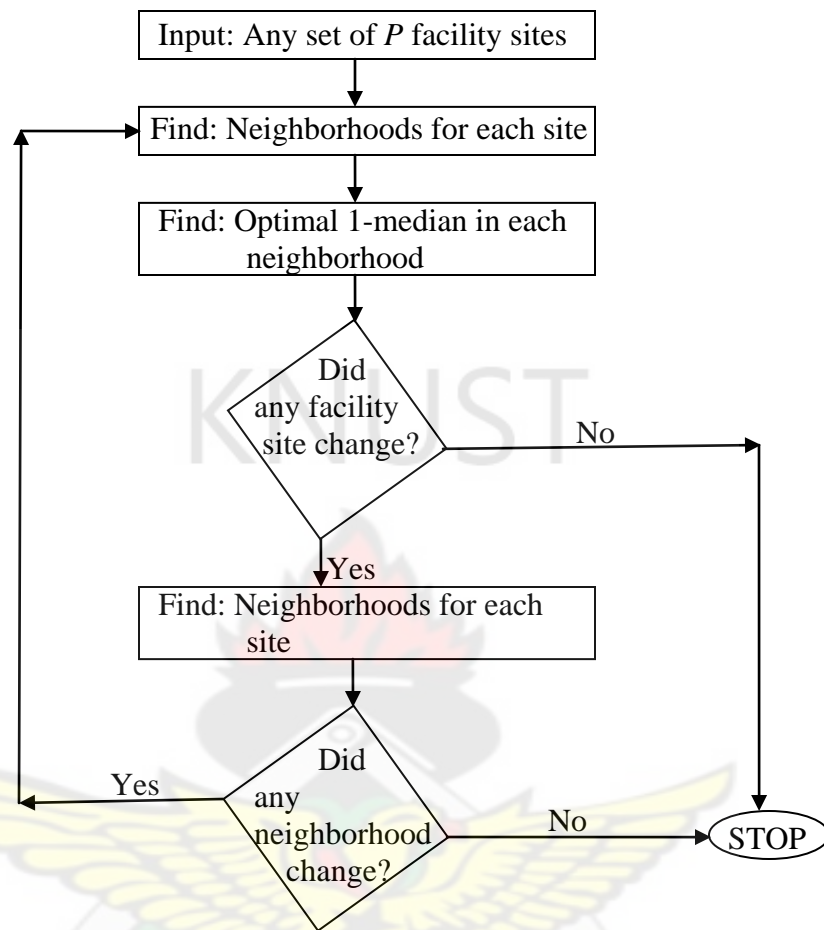 Input: Any set of P facility sites
Find: Neighborhoods for each site
Find: Optimal 1-median in each
neighborhood
KNUST
Did
any facility
site change?
No
Yes
Find: Neighborhoods for each
site
Did
any
neighborhood
change?
Yes
No
STOP